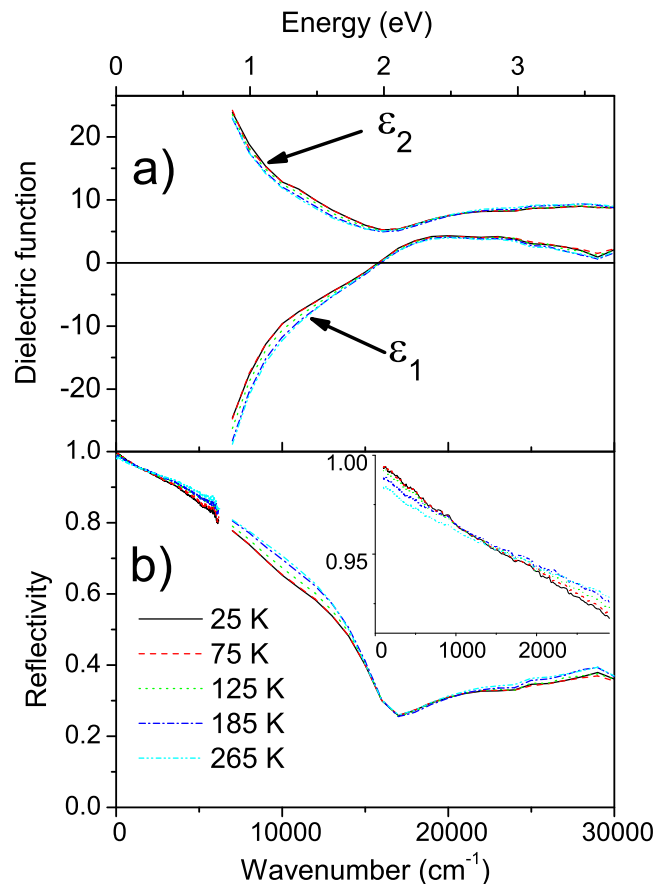 Energy (eV)
0 1 2 3
Dielectric function
20
10
0
-10
-20
a)
ε2
ε1
Reflectivity
1.0
0.8
0.6
0.4
0.2
0.0
b)
25 K
75 K
125 K
185 K
265 K
1.00
0.95
0 1000 2000
0 10000 20000 30000
Wavenumber (cm-1)